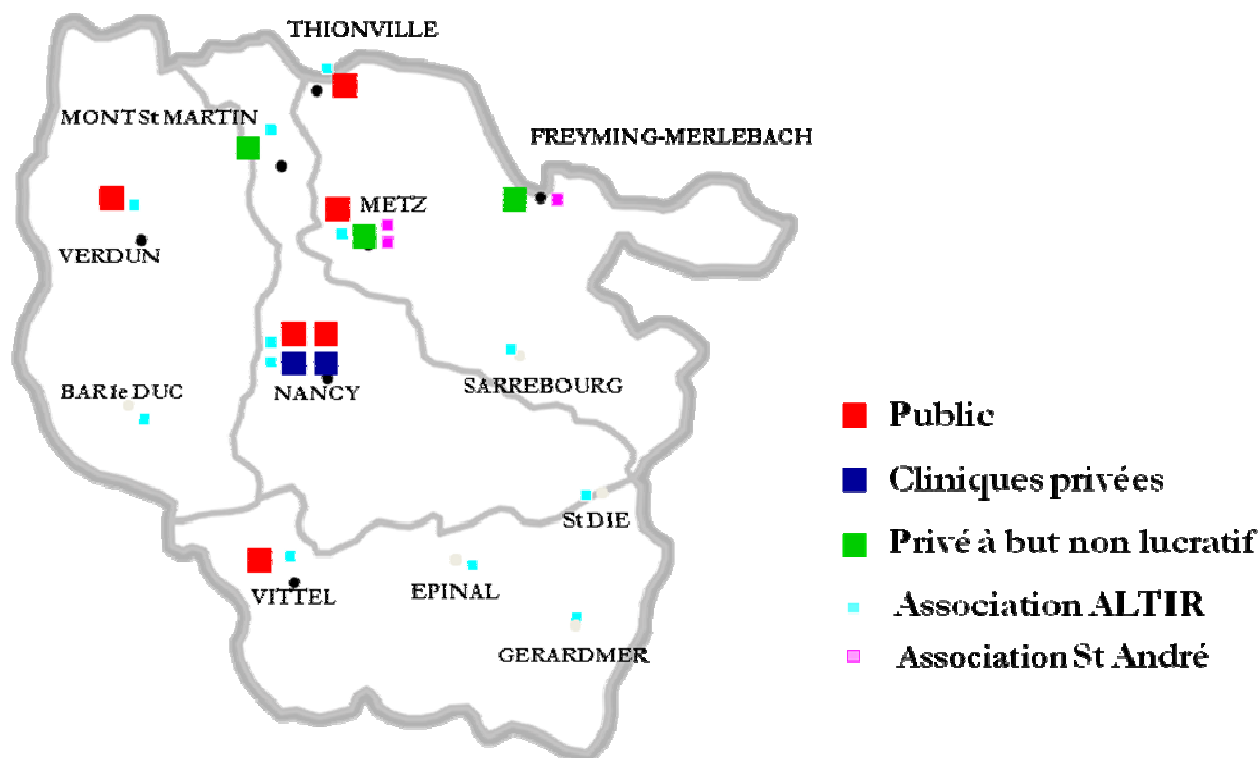 THIONVILLE
MONT St MARTIN
FREYMING-MERLEBACH
METZ
VERDUN
BAR le DUC
NANCY
SARREBOURG
St DIE
VITTEL
EPINAL
GERARDMER
Public
Cliniques privées
Privé à but non lucratif
Association ALTIR
Association St André